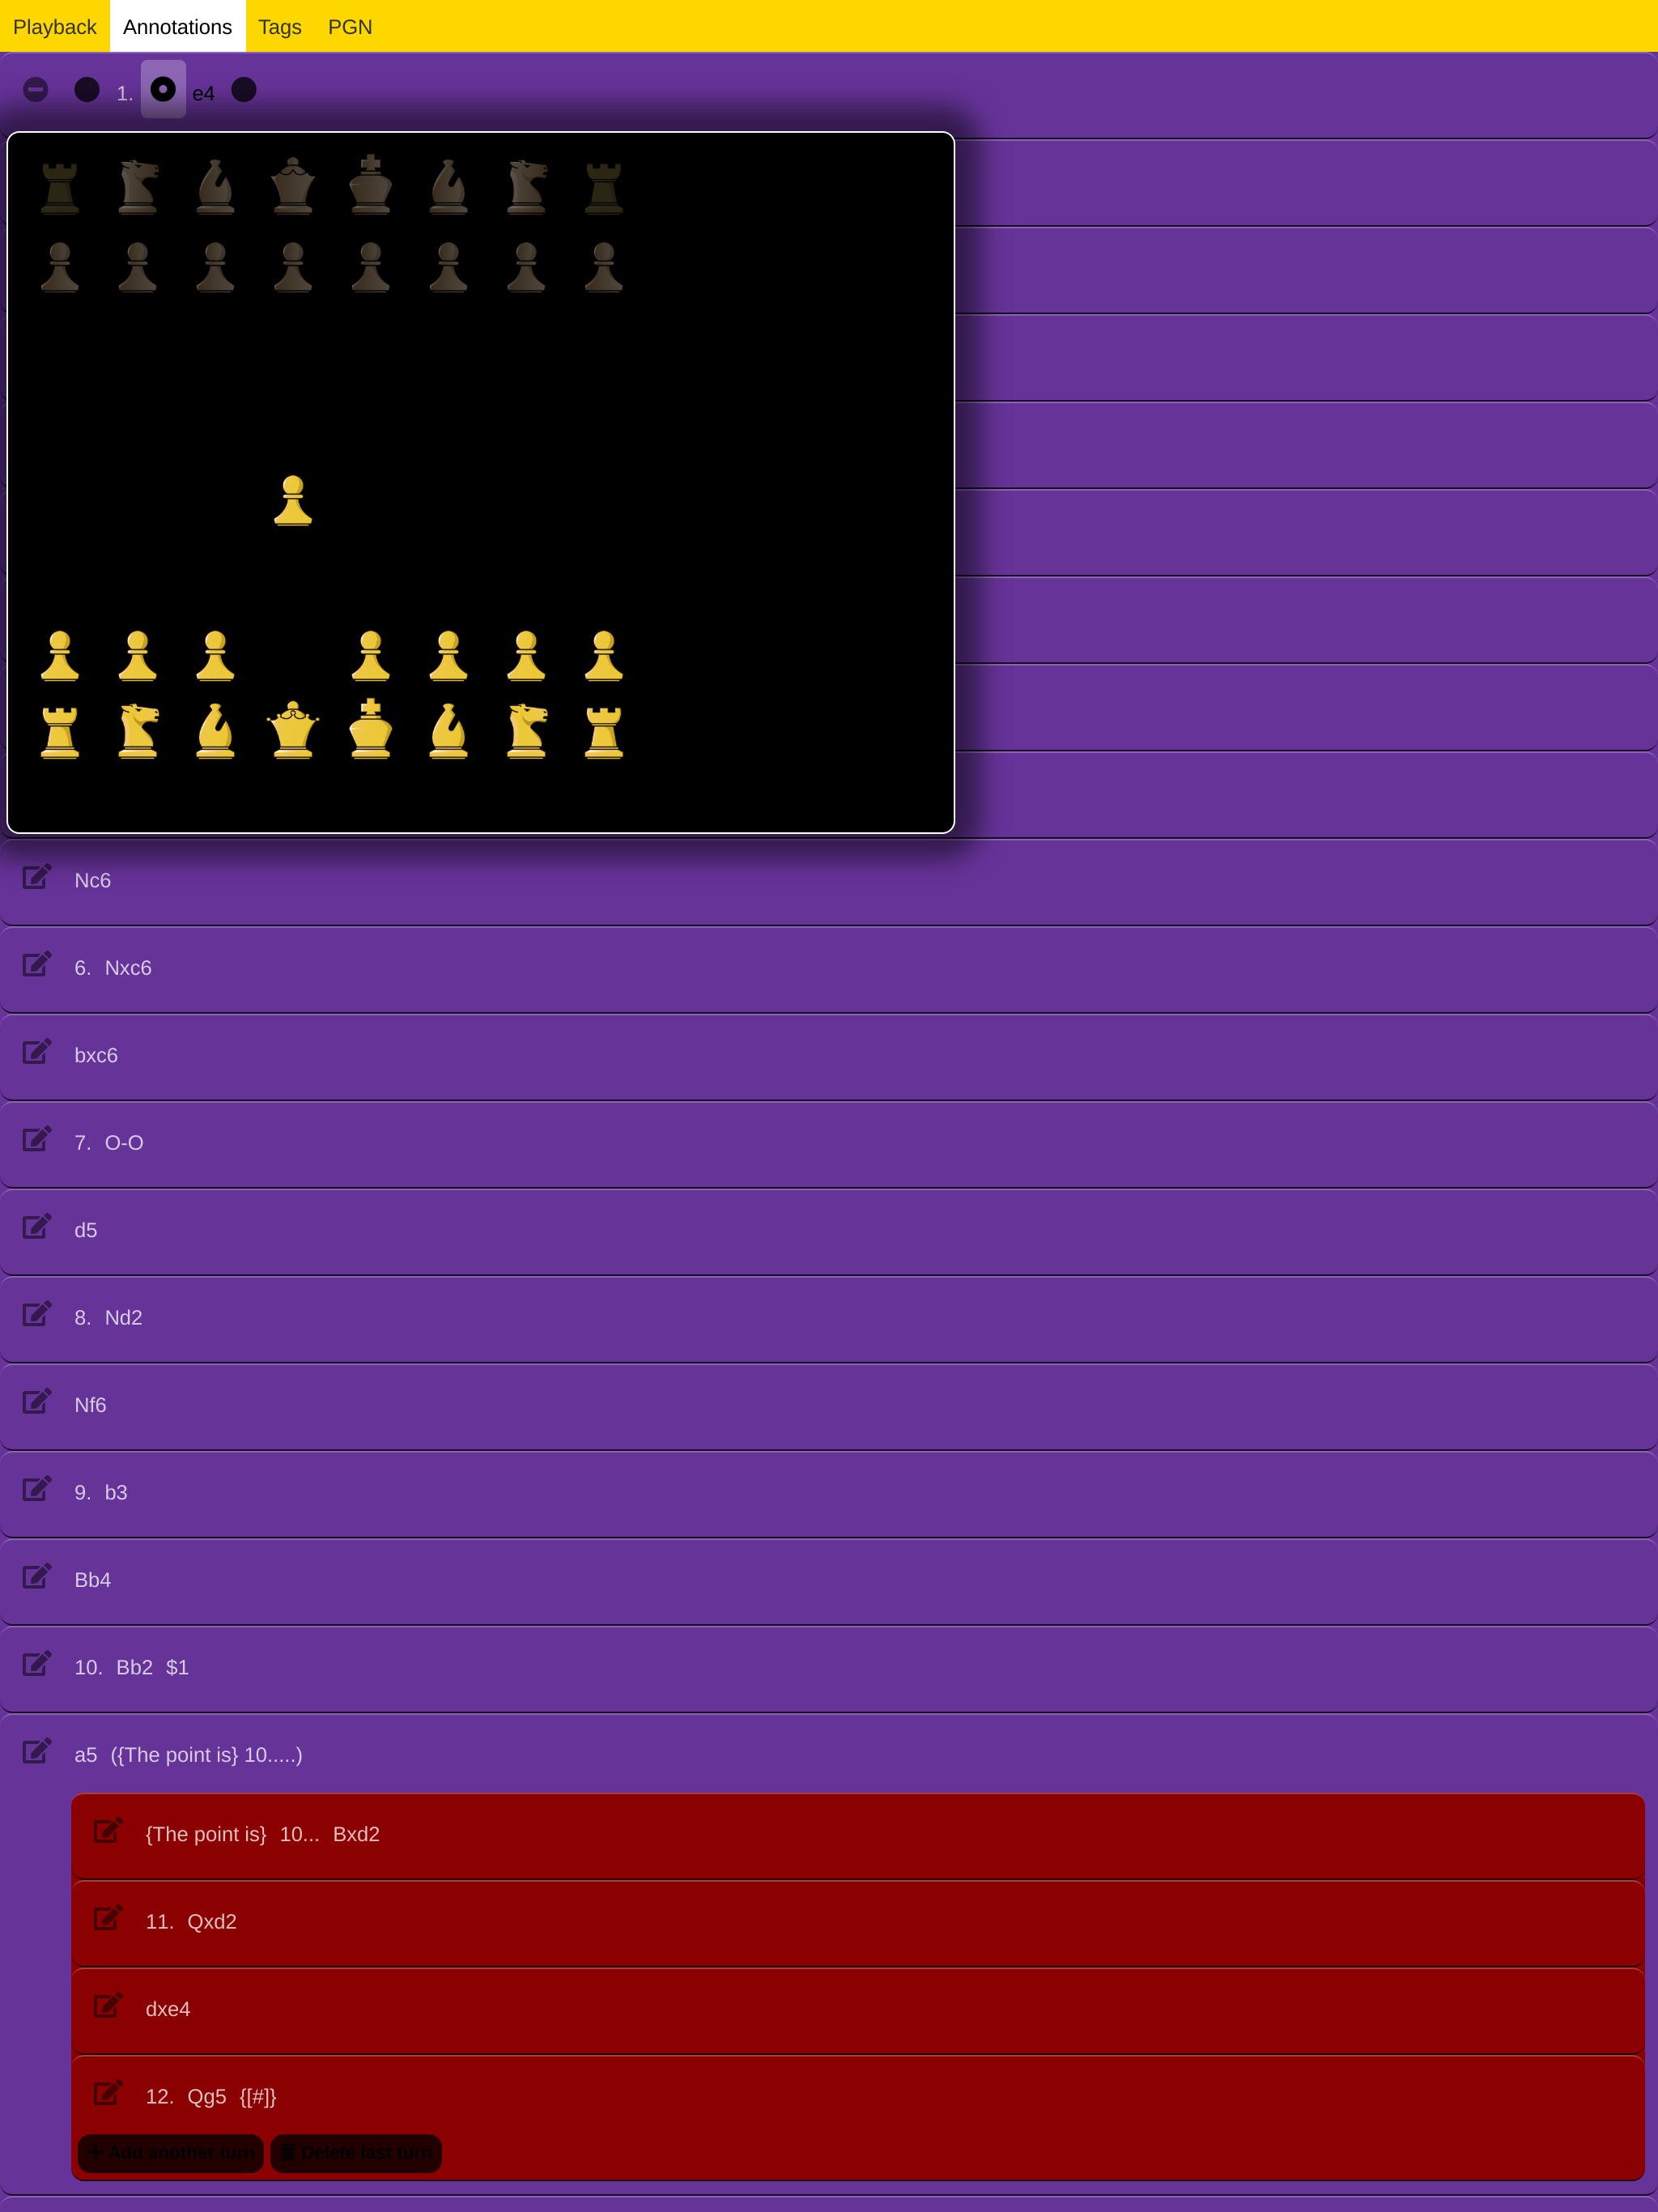 Playback Annotations Tags PGN
1. e4
Nc6
6. Nxc6
bxc6
7. O-O
d5
8. Nd2
Nf6
9. b3
Bb4
10. Bb2 $1
a5 ({The point is} 10.....)
{The point is} 10... Bxd2
11. Qxd2
dxe4
12. Qg5 {[#]}
Add another turn Delete last turn